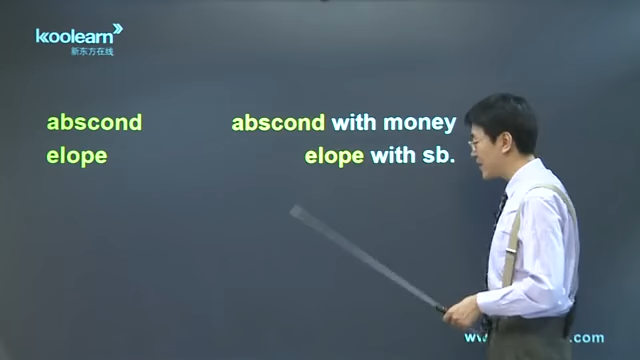 koolearn
新东方在线
abscond abscond with money
elope elope with sb.
.com